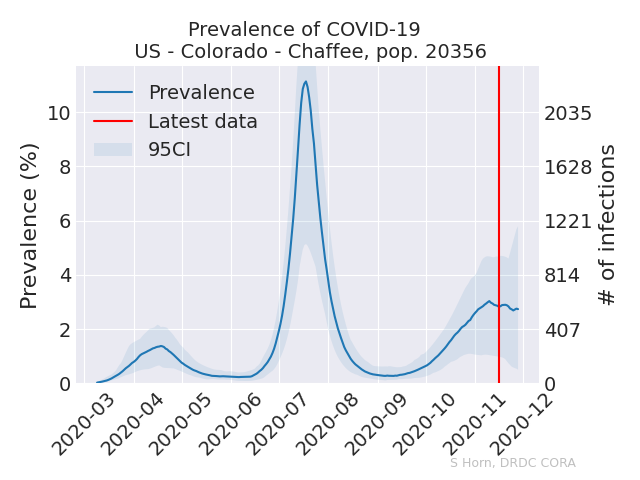 Prevalence of COVID-19
US - Colorado - Chaffee, pop. 20356
Prevalence
Latest data
95CI
Prevalence (%)
10
8
6
4
2
0
# of infections
2035
1628
1221
814
407
0
2020-03
2020-04
2020-05
2020-06
2020-07
2020-08
2020-09
2020-10
2020-11
2020-12
S Horn, DRDC CORA